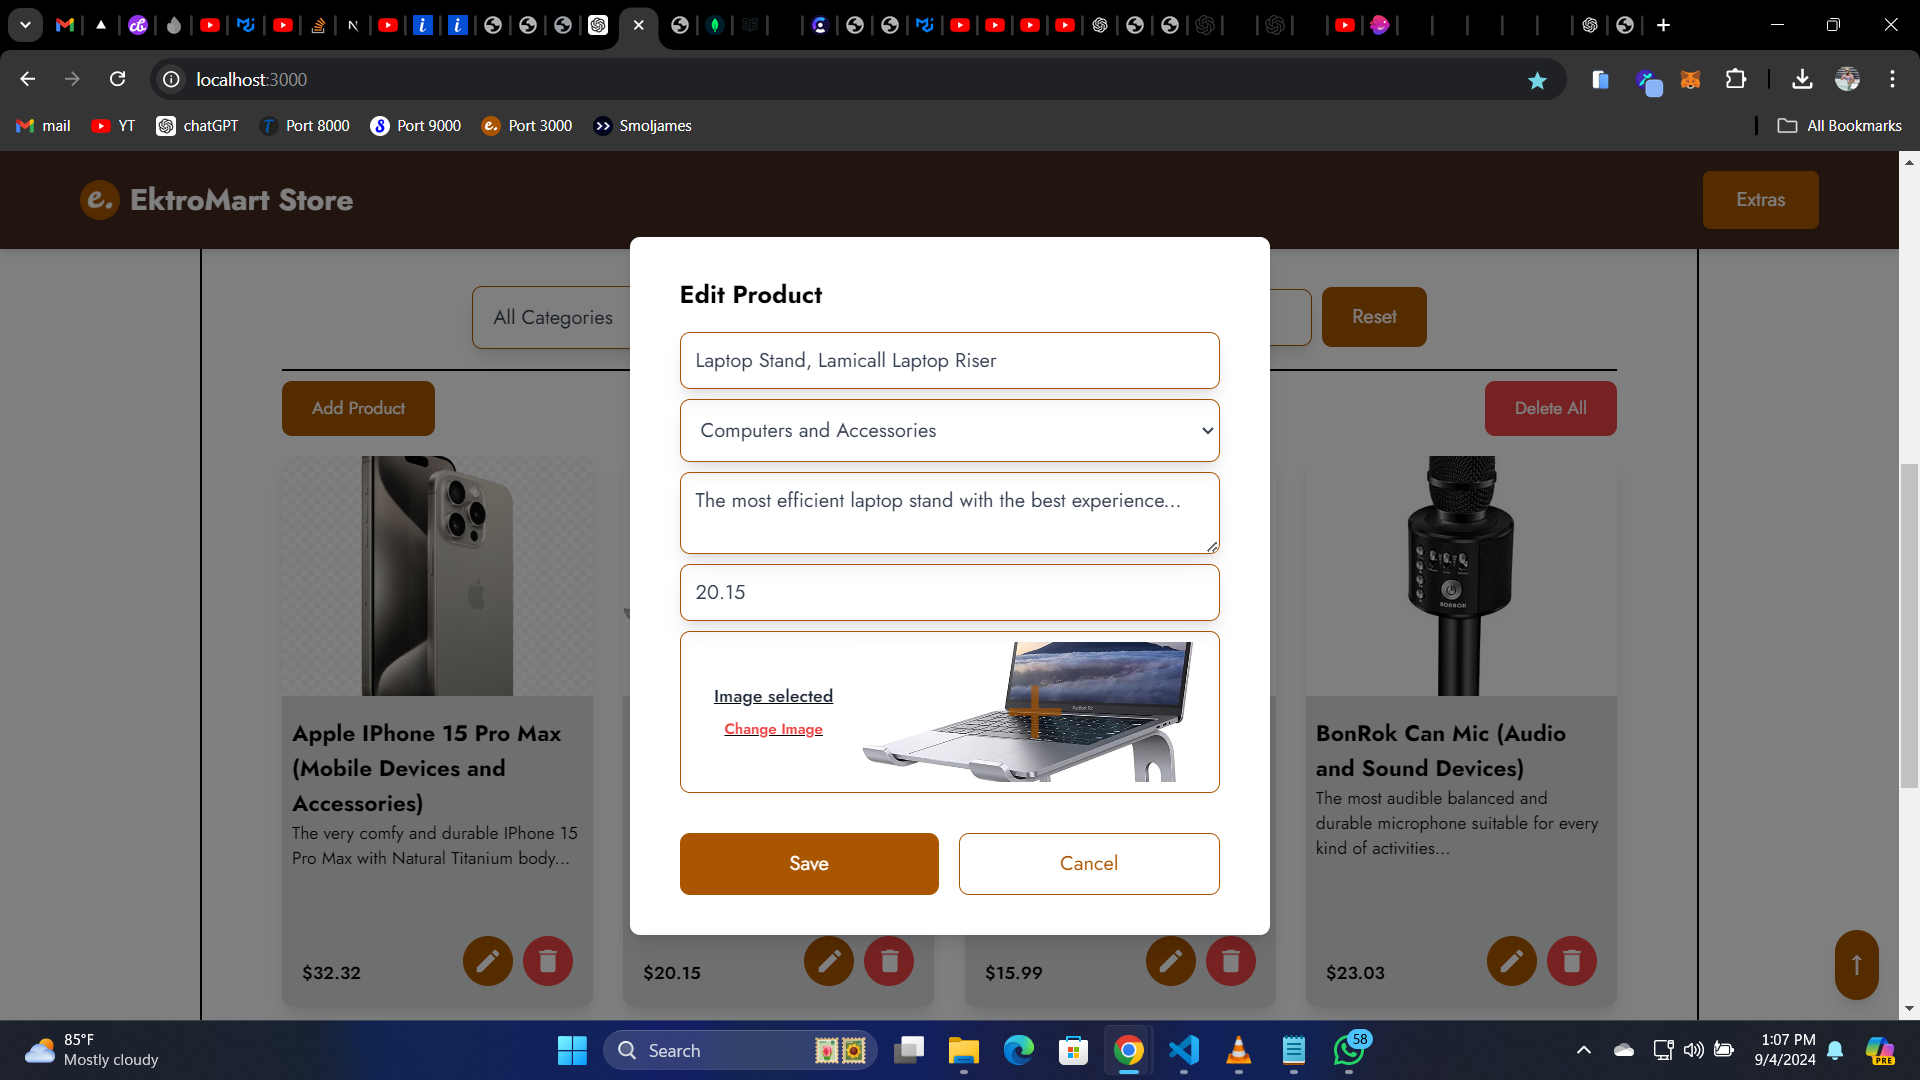 localhost:3000
mail
YT
chatGPT
Port 8000
Port 9000
Port 3000
Smoljames
All Bookmarks
e. EktroMart Store
Extras
All Categories
Reset
Add Product
Delete All
Edit Product
Laptop Stand, Lamicall Laptop Riser
Computers and Accessories
The most efficient laptop stand with the best experience...
20.15
Image selected
Change Image
Save
Cancel
BONROK
Apple IPhone 15 Pro Max
(Mobile Devices and
Accessories)
The very comfy and durable IPhone 15
Pro Max with Natural Titanium body...
$32.32
$20.15
$15.99
BonRok Can Mic (Audio
and Sound Devices)
The most audible balanced and
durable microphone suitable for every
kind of activities...
$23.03
85°F
Mostly cloudy
Search
58
1:07 PM
9/4/2024
PRE